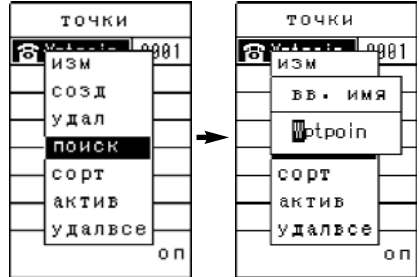 точки
0001
изм
созд
удал
поиск
сорт
актив
удалвсе
оп
точки
0001
изм
вв. имя
Wptpoin
сорт
актив
удалвсе
оп